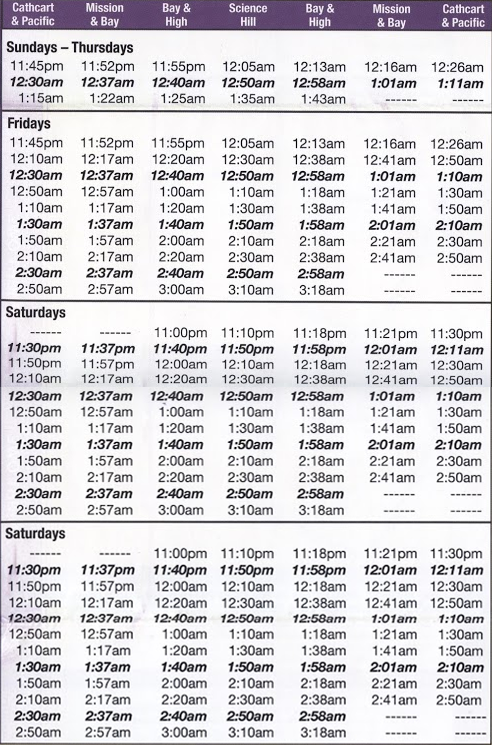 Cathcart & Pacific Mission & Bay Bay & High Science Hill Bay & High Mission & Bay Cathcart & Pacific
Sundays – Thursdays
11:45pm 11:52pm 11:55pm 12:05am 12:13am 12:16am 12:26am
12:30am 12:37am 12:40am 12:50am 12:58am 1:01am 1:11am
1:15am 1:22am 1:25am 1:35am 1:43am ------ ------
Fridays
11:45pm 11:52pm 11:55pm 12:05am 12:13am 12:16am 12:26am
12:10am 12:17am 12:20am 12:30am 12:38am 12:41am 12:50am
12:30am 12:37am 12:40am 12:50am 12:58am 1:01am 1:10am
12:50am 12:57am 1:00am 1:10am 1:18am 1:21am 1:30am
1:10am 1:17am 1:20am 1:30am 1:38am 1:41am 1:50am
1:30am 1:37am 1:40am 1:50am 1:58am 2:01am 2:10am
1:50am 1:57am 2:00am 2:10am 2:18am 2:21am 2:30am
2:10am 2:17am 2:20am 2:30am 2:38am 2:41am 2:50am
2:30am 2:37am 2:40am 2:50am 2:58am ------ ------
2:50am 2:57am 3:00am 3:10am 3:18am ------ ------
Saturdays
------ ------ 11:00pm 11:10pm 11:18pm 11:21pm 11:30pm
11:30pm 11:37pm 11:40pm 11:50pm 11:58pm 12:01am 12:11am
11:50pm 11:57pm 12:00am 12:10am 12:18am 12:21am 12:30am
12:10am 12:17am 12:20am 12:30am 12:38am 12:41am 12:50am
12:30am 12:37am 12:40am 12:50am 12:58am 1:01am 1:10am
12:50am 12:57am 1:00am 1:10am 1:18am 1:21am 1:30am
1:10am 1:17am 1:20am 1:30am 1:38am 1:41am 1:50am
1:30am 1:37am 1:40am 1:50am 1:58am 2:01am 2:10am
1:50am 1:57am 2:00am 2:10am 2:18am 2:21am 2:30am
2:10am 2:17am 2:20am 2:30am 2:38am 2:41am 2:50am
2:30am 2:37am 2:40am 2:50am 2:58am ------ ------
2:50am 2:57am 3:00am 3:10am 3:18am ------ ------
Saturdays
------ ------ 11:00pm 11:10pm 11:18pm 11:21pm 11:30pm
11:30pm 11:37pm 11:40pm 11:50pm 11:58pm 12:01am 12:11am
11:50pm 11:57pm 12:00am 12:10am 12:18am 12:21am 12:30am
12:10am 12:17am 12:20am 12:30am 12:38am 12:41am 12:50am
12:30am 12:37am 12:40am 12:50am 12:58am 1:01am 1:10am
12:50am 12:57am 1:00am 1:10am 1:18am 1:21am 1:30am
1:10am 1:17am 1:20am 1:30am 1:38am 1:41am 1:50am
1:30am 1:37am 1:40am 1:50am 1:58am 2:01am 2:10am
1:50am 1:57am 2:00am 2:10am 2:18am 2:21am 2:30am
2:10am 2:17am 2:20am 2:30am 2:38am 2:41am 2:50am
2:30am 2:37am 2:40am 2:50am 2:58am ------ ------
2:50am 2:57am 3:00am 3:10am 3:18am ------ ------